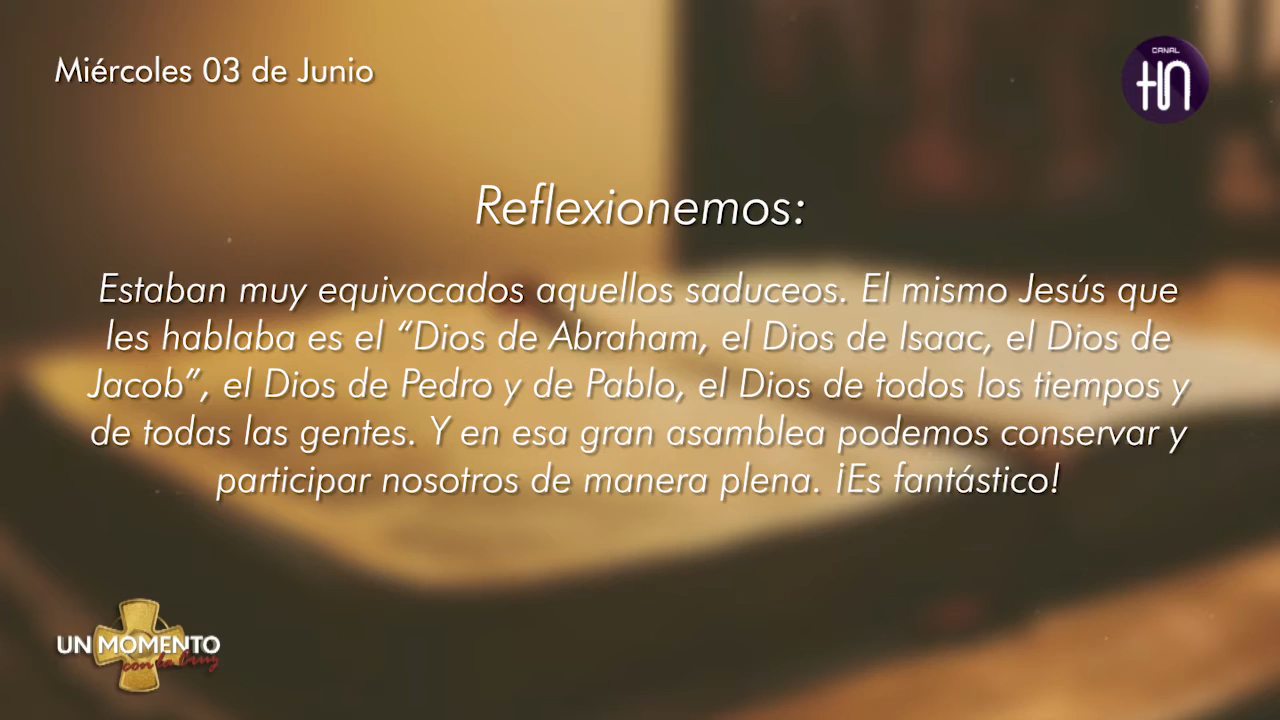 Miércoles 03 de Junio
CANAL
HN
Reflexionemos:
Estaban muy equivocados aquellos saduceos. El mismo Jesús que
les hablaba es el “Dios de Abraham, el Dios de Isaac, el Dios de
Jacob”, el Dios de Pedro y de Pablo, el Dios de todos los tiempos y
de todas las gentes. Y en esa gran asamblea podemos conservar y
participar nosotros de manera plena. ¡Es fantástico!
UN MOMENTO
con la Cruz